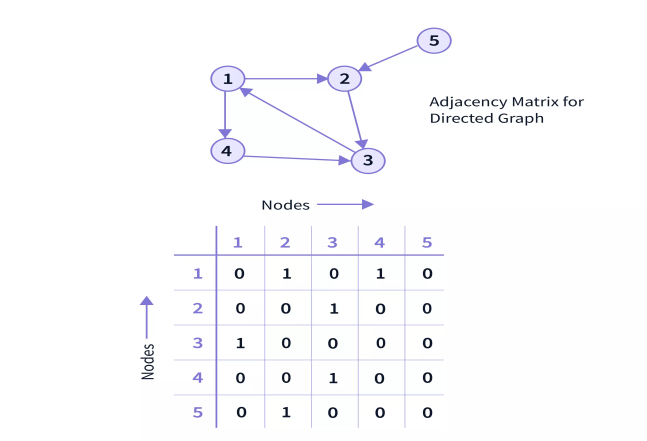 5
1 2
Adjacency Matrix for
Directed Graph
4
3
Nodes
1 2 3 4 5
1 0 1 0 1 0
2 0 0 1 0 0
3 1 0 0 0 0
4 0 0 1 0 0
5 0 1 0 0 0
Nodes